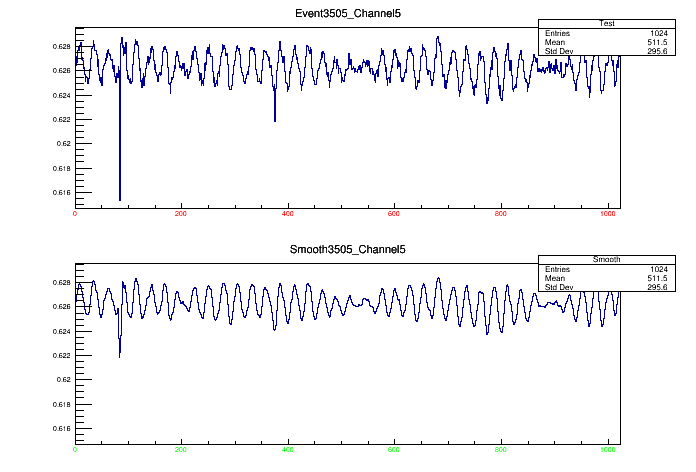 Event3505_Channel5
Test
Entries 1024
Mean 511.5
Std Dev 295.6
0.628
0.626
0.624
0.622
0.62
0.618
0.616
0 200 400 600 800 1000
Smooth3505_Channel5
Smooth
Entries 1024
Mean 511.5
Std Dev 295.6
0.628
0.626
0.624
0.622
0.62
0.618
0.616
0 200 400 600 800 1000